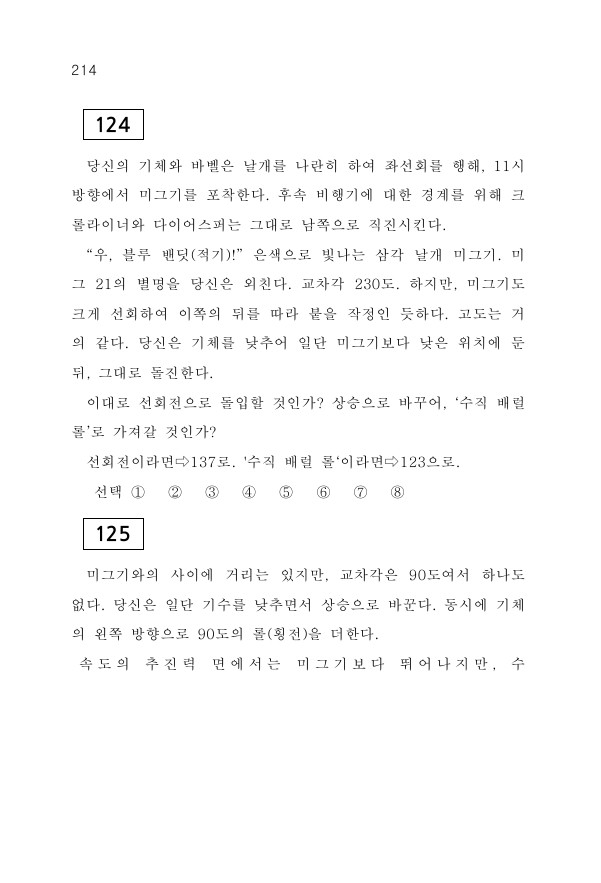 214
124
당신의 기체와 바벨은 날개를 나란히 하여 좌선회를 행해, 11시
방향에서 미그기를 포착한다. 후속 비행기에 대한 경계를 위해 크
롤라이너와 다이어스퍼는 그대로 남쪽으로 직진시킨다.
“우, 블루 밴딧(적기)!” 은색으로 빛나는 삼각 날개 미그기. 미
그 21의 별명을 당신은 외친다. 교차각 230도. 하지만, 미그기도
크게 선회하여 이쪽의 뒤를 따라 붙을 작정인 듯하다. 고도는 거
의 같다. 당신은 기체를 낮추어 일단 미그기보다 낮은 위치에 둔
뒤, 그대로 돌진한다.
이대로 선회전으로 돌입할 것인가? 상승으로 바꾸어, ‘수직 배럴
롤’로 가져갈 것인가?
선회전이라면⇨137로. '수직 배럴 롤‘이라면⇨123으로.
선택 ① ② ③ ④ ⑤ ⑥ ⑦ ⑧
125
미그기와의 사이에 거리는 있지만, 교차각은 90도여서 하나도
없다. 당신은 일단 기수를 낮추면서 상승으로 바꾼다. 동시에 기체
의 왼쪽 방향으로 90도의 롤(횡전)을 더한다.
속도의 추진력 면에서는 미그기보다 뛰어나지만, 수